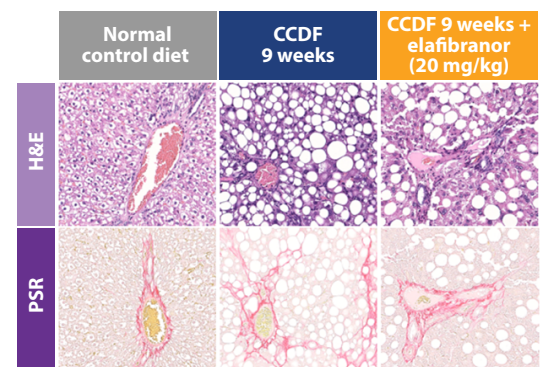 Normal
control diet
CCDF
9 weeks
CCDF 9 weeks +
elafibranor
(20 mg/kg)
H&E
PSR